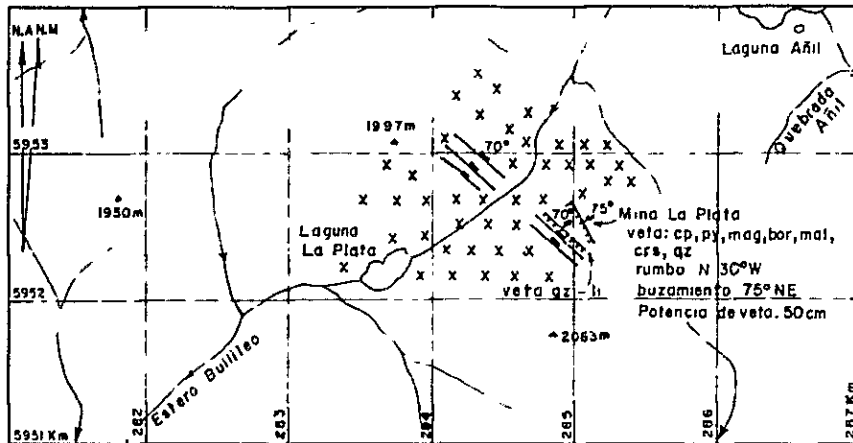 N.A N.M
Laguna Añil
Quebrada
Añil
1997m
70°
5953
1950m
Laguna
La Plata
70°
75°
Mina La Plata
veta: cp, py, mag, bor, mal,
crs, qz
rumbo N 30°W
buzamiento 75°NE
Potencia de veta. 50cm
5952
veta qz-li
2063m
Estero Bullileo
5951 Km
282
283
284
285
286
287 Km